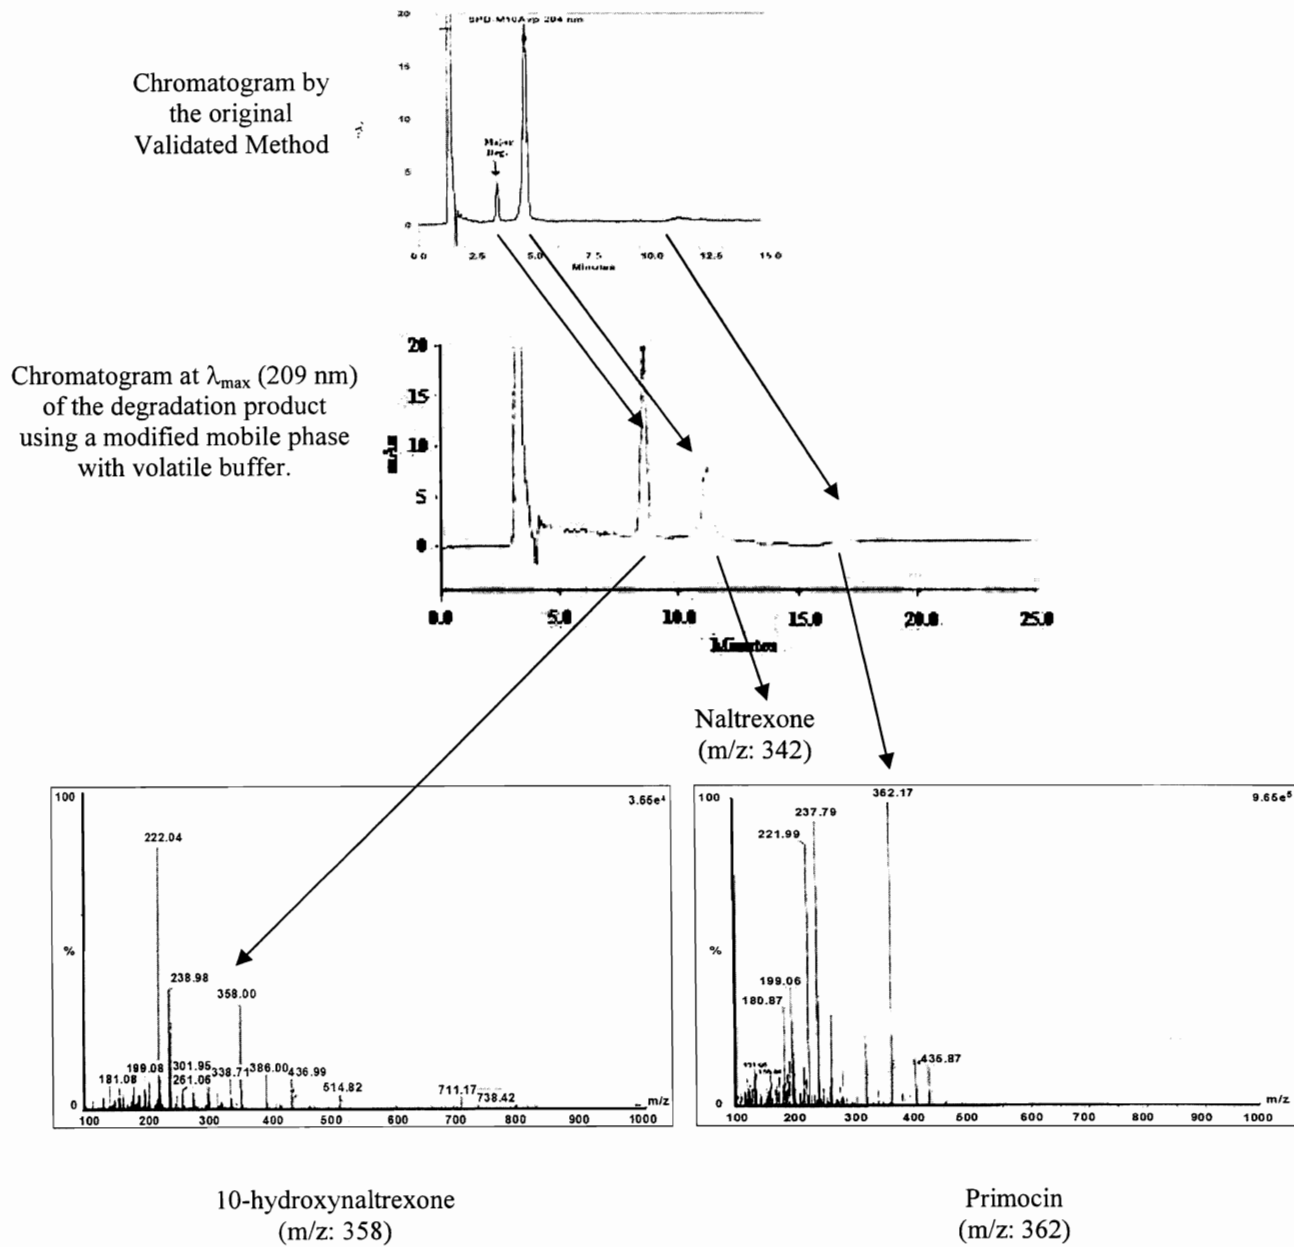 20
SPD-M10Avp 204 nm
15
10
5
0
Major
Deg.
0.0 2.5 5.0 7.5 10.0 12.5 15.0
Minutes
Chromatogram by
the original
Validated Method
Chromatogram at λmax (209 nm)
of the degradation product
using a modified mobile phase
with volatile buffer.
20
15
10
5
0
mAu
0.0 5.0 10.0 15.0 20.0 25.0
Minutes
Naltrexone
(m/z: 342)
100
3.65e4
222.04
%
238.98
358.00
199.08
301.95
338.71
386.00
436.99
181.08
261.06
514.82
711.17
738.42
0
m/z
100 200 300 400 500 600 700 800 900 1000
100
362.17
9.65e5
237.79
221.99
%
199.06
180.87
435.87
0
m/z
100 200 300 400 500 600 700 800 900 1000
10-hydroxynaltrexone
(m/z: 358)
Primocin
(m/z: 362)